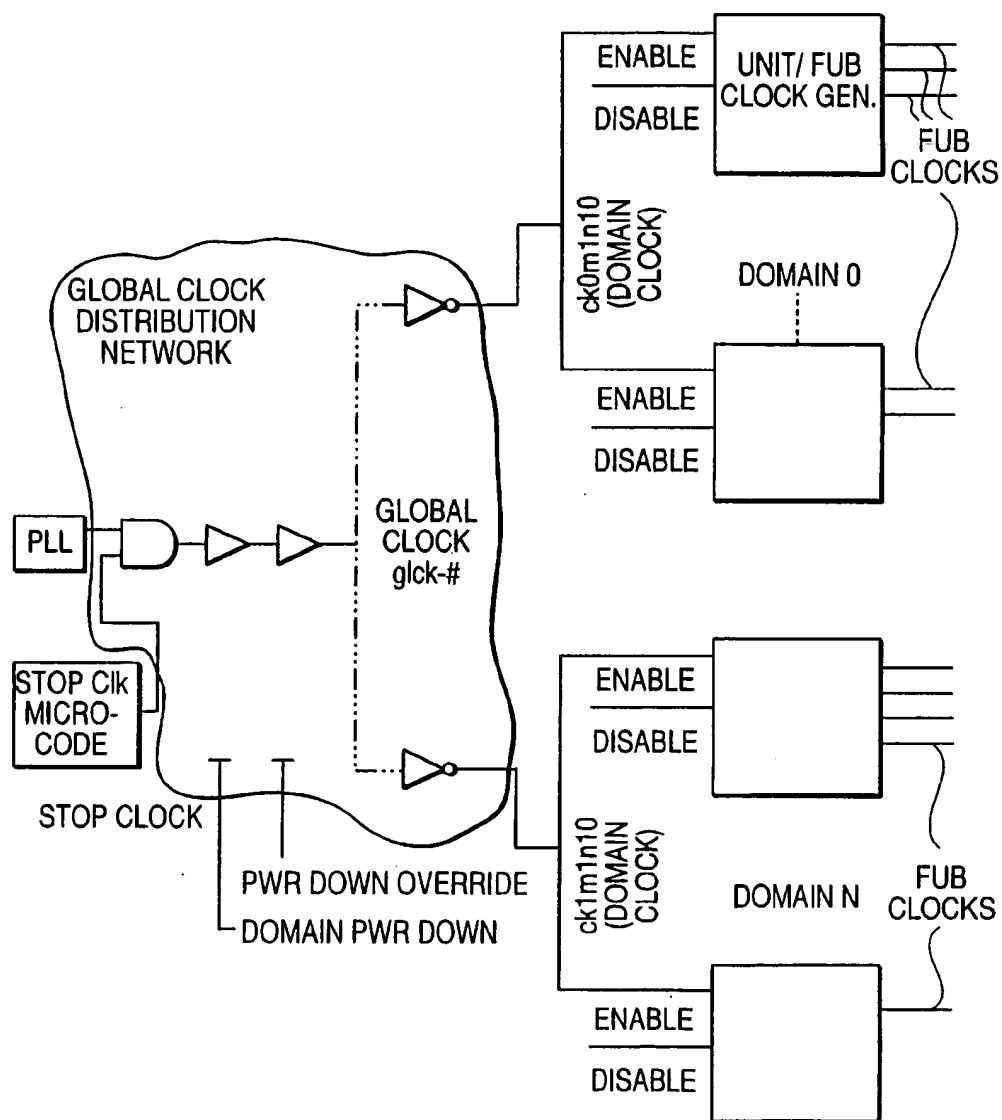 ENABLE
DISABLE
UNIT/ FUB
CLOCK GEN.
FUB
CLOCKS
ck0m1n10
(DOMAIN
CLOCK)
DOMAIN 0
ENABLE
DISABLE
GLOBAL CLOCK
DISTRIBUTION
NETWORK
PLL
GLOBAL
CLOCK
glck-#
STOP Clk
MICRO-
CODE
STOP CLOCK
PWR DOWN OVERRIDE
DOMAIN PWR DOWN
ENABLE
DISABLE
ck1m1n10
(DOMAIN
CLOCK)
DOMAIN N
FUB
CLOCKS
ENABLE
DISABLE